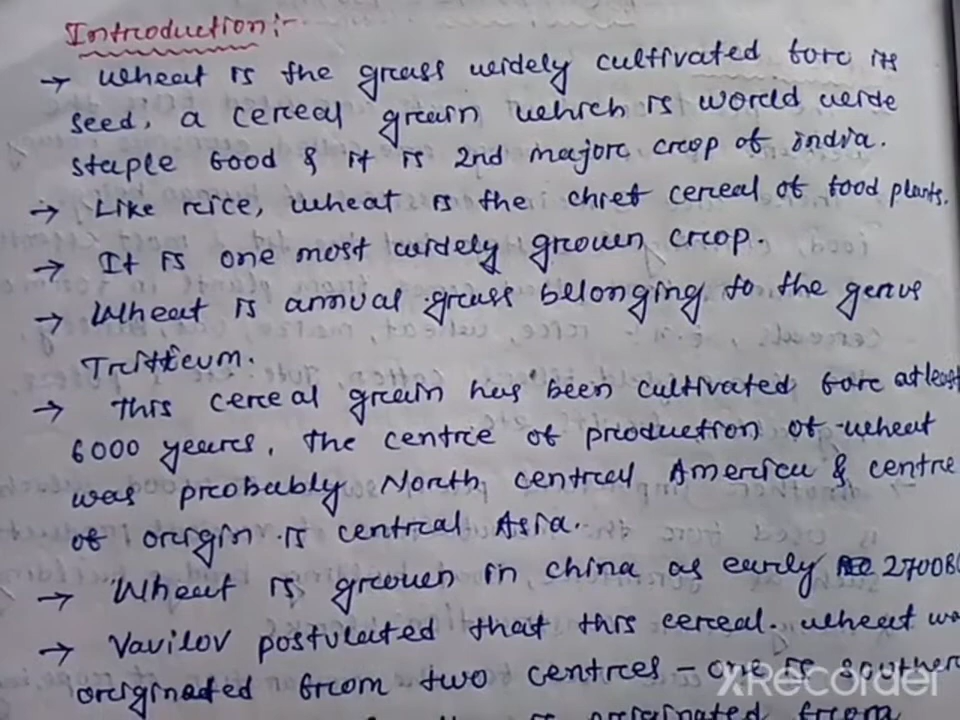 Introduction:-
→ Wheat is the grass widely cultivated for its
seed, a cereal grain which is world wide
staple food & it is 2nd major crop of india.
→ Like rice, wheat is the chief cereal of food plants.
→ It is one most widely grown crop.
→ Wheat is annual grass belonging to the genus
Triticum.
→ This cereal grain has been cultivated for atleast
6000 years. The centre of production of wheat
was probably North central America & centre
of origin is central Asia.
→ Wheat is grown in china as early 2700B
→ Vavilov postulated that this cereal wheat wa
originated from two centres - one is souther
originated from
XRecorder